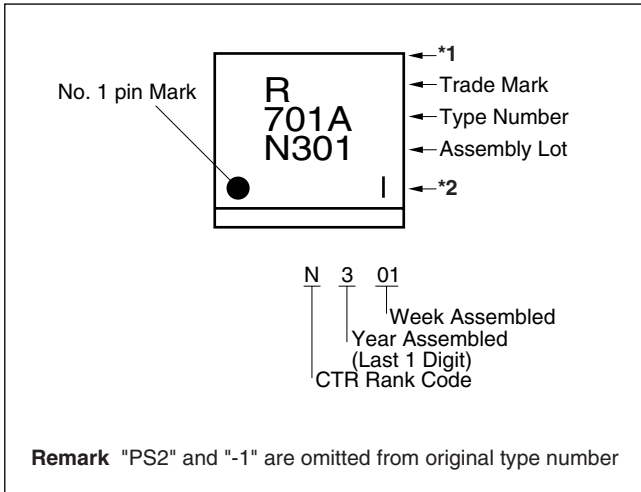 *1
No. 1 pin Mark
R
Trade Mark
701A
Type Number
N301
Assembly Lot
*2
N 3 01
Week Assembled
Year Assembled
(Last 1 Digit)
CTR Rank Code
Remark "PS2" and "-1" are omitted from original type number